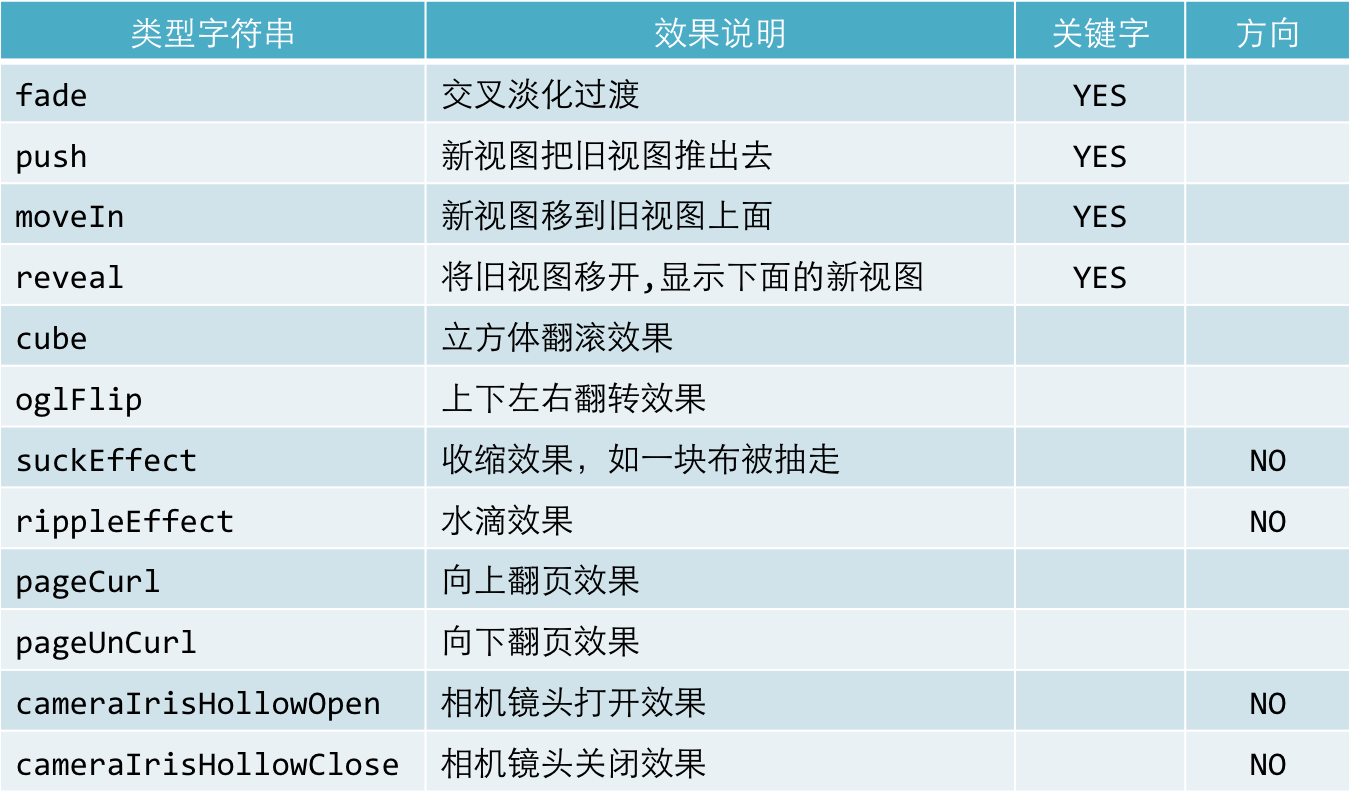 类型字符串 效果说明 关键字 方向
fade 交叉淡化过渡 YES
push 新视图把旧视图推出去 YES
moveIn 新视图移到旧视图上面 YES
reveal 将旧视图移开,显示下面的新视图 YES
cube 立方体翻滚效果
oglFlip 上下左右翻转效果
suckEffect 收缩效果，如一块布被抽走 NO
rippleEffect 水滴效果 NO
pageCurl 向上翻页效果
pageUnCurl 向下翻页效果
cameraIrisHollowOpen 相机镜头打开效果 NO
cameraIrisHollowClose 相机镜头关闭效果 NO